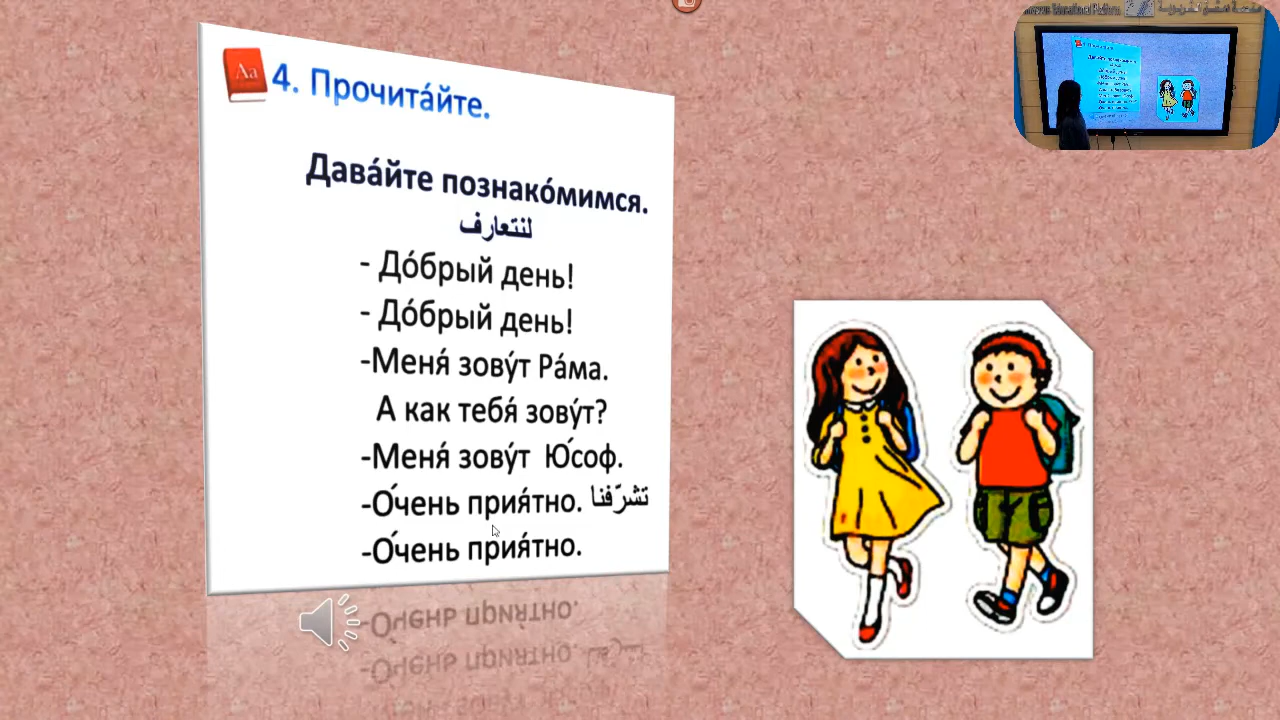 Aa
4. Прочита́йте.
Дава́йте познако́мимся.
لنتعارف
- До́брый день!
- До́брый день!
-Меня́ зову́т Ра́ма.
А как тебя́ зову́т?
-Меня́ зову́т Ю́соф.
-О́чень прия́тно. تشرّفنا
-О́чень прия́тно.